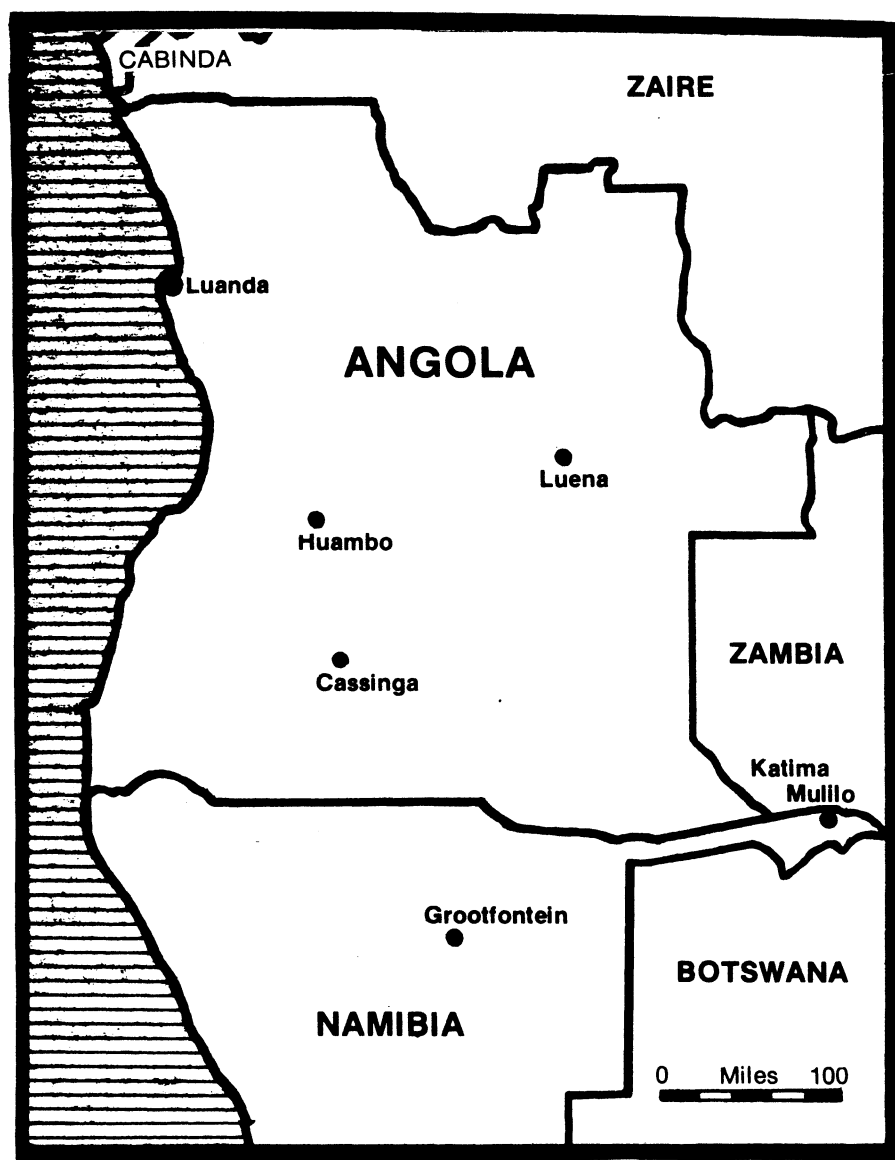 CABINDA
ZAIRE
Luanda
ANGOLA
Luena
Huambo
ZAMBIA
Cassinga
Katima
Mulilo
Grootfontein
BOTSWANA
NAMIBIA
0 Miles 100